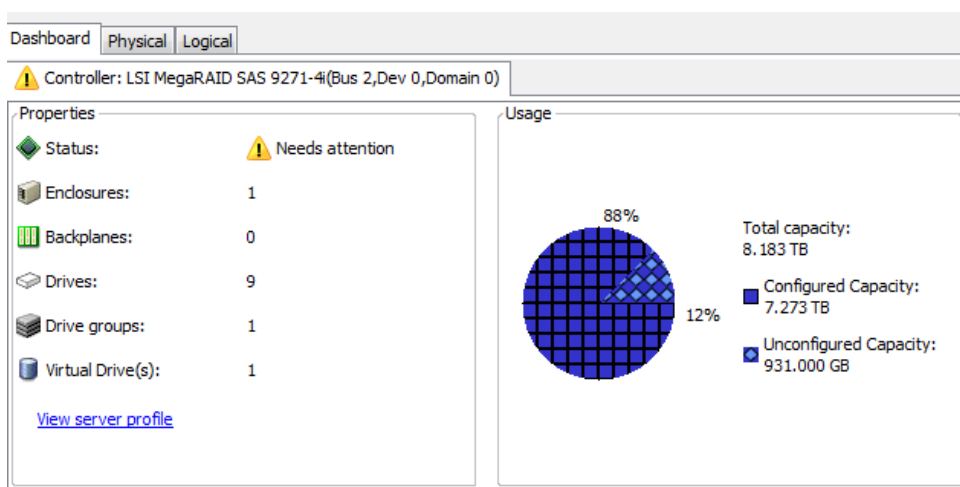 Dashboard Physical Logical
Controller: LSI MegaRAID SAS 9271-4i(Bus 2,Dev 0,Domain 0)
Properties
Status: Needs attention
Enclosures: 1
Backplanes: 0
Drives: 9
Drive groups: 1
Virtual Drive(s): 1
View server profile
Usage
88%
12%
Total capacity:
8.183 TB
Configured Capacity:
7.273 TB
Unconfigured Capacity:
931.000 GB